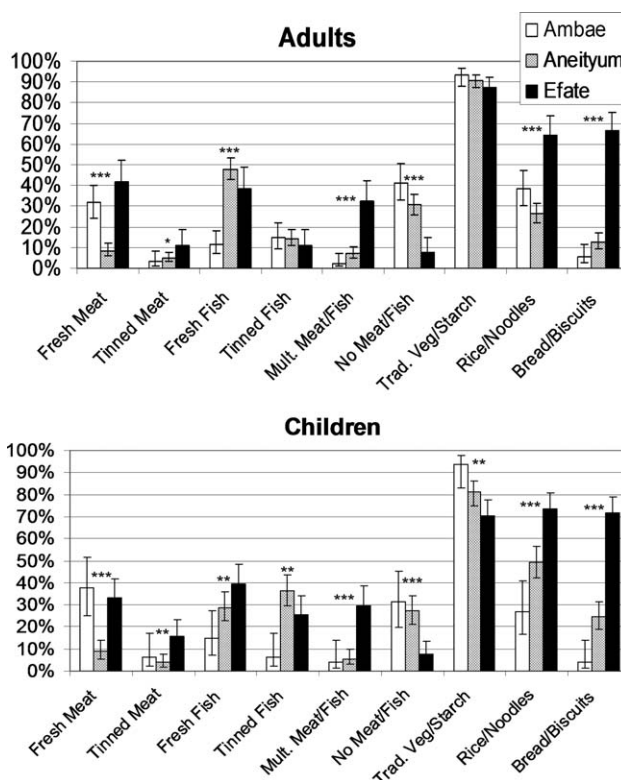 Adults
Ambae
Aneityum
Efate
100%
90%
80%
70%
60%
50%
40%
30%
20%
10%
0%
***
*
***
***
***
***
***
Fresh Meat
Tinned Meat
Fresh Fish
Tinned Fish
Mult. Meat/Fish
No Meat/Fish
Trad. Veg/Starch
Rice/Noodles
Bread/Biscuits
Children
100%
90%
80%
70%
60%
50%
40%
30%
20%
10%
0%
***
**
**
**
***
***
**
***
***
Fresh Meat
Tinned Meat
Fresh Fish
Tinned Fish
Mult. Meat/Fish
No Meat/Fish
Trad. Veg/Starch
Rice/Noodles
Bread/Biscuits